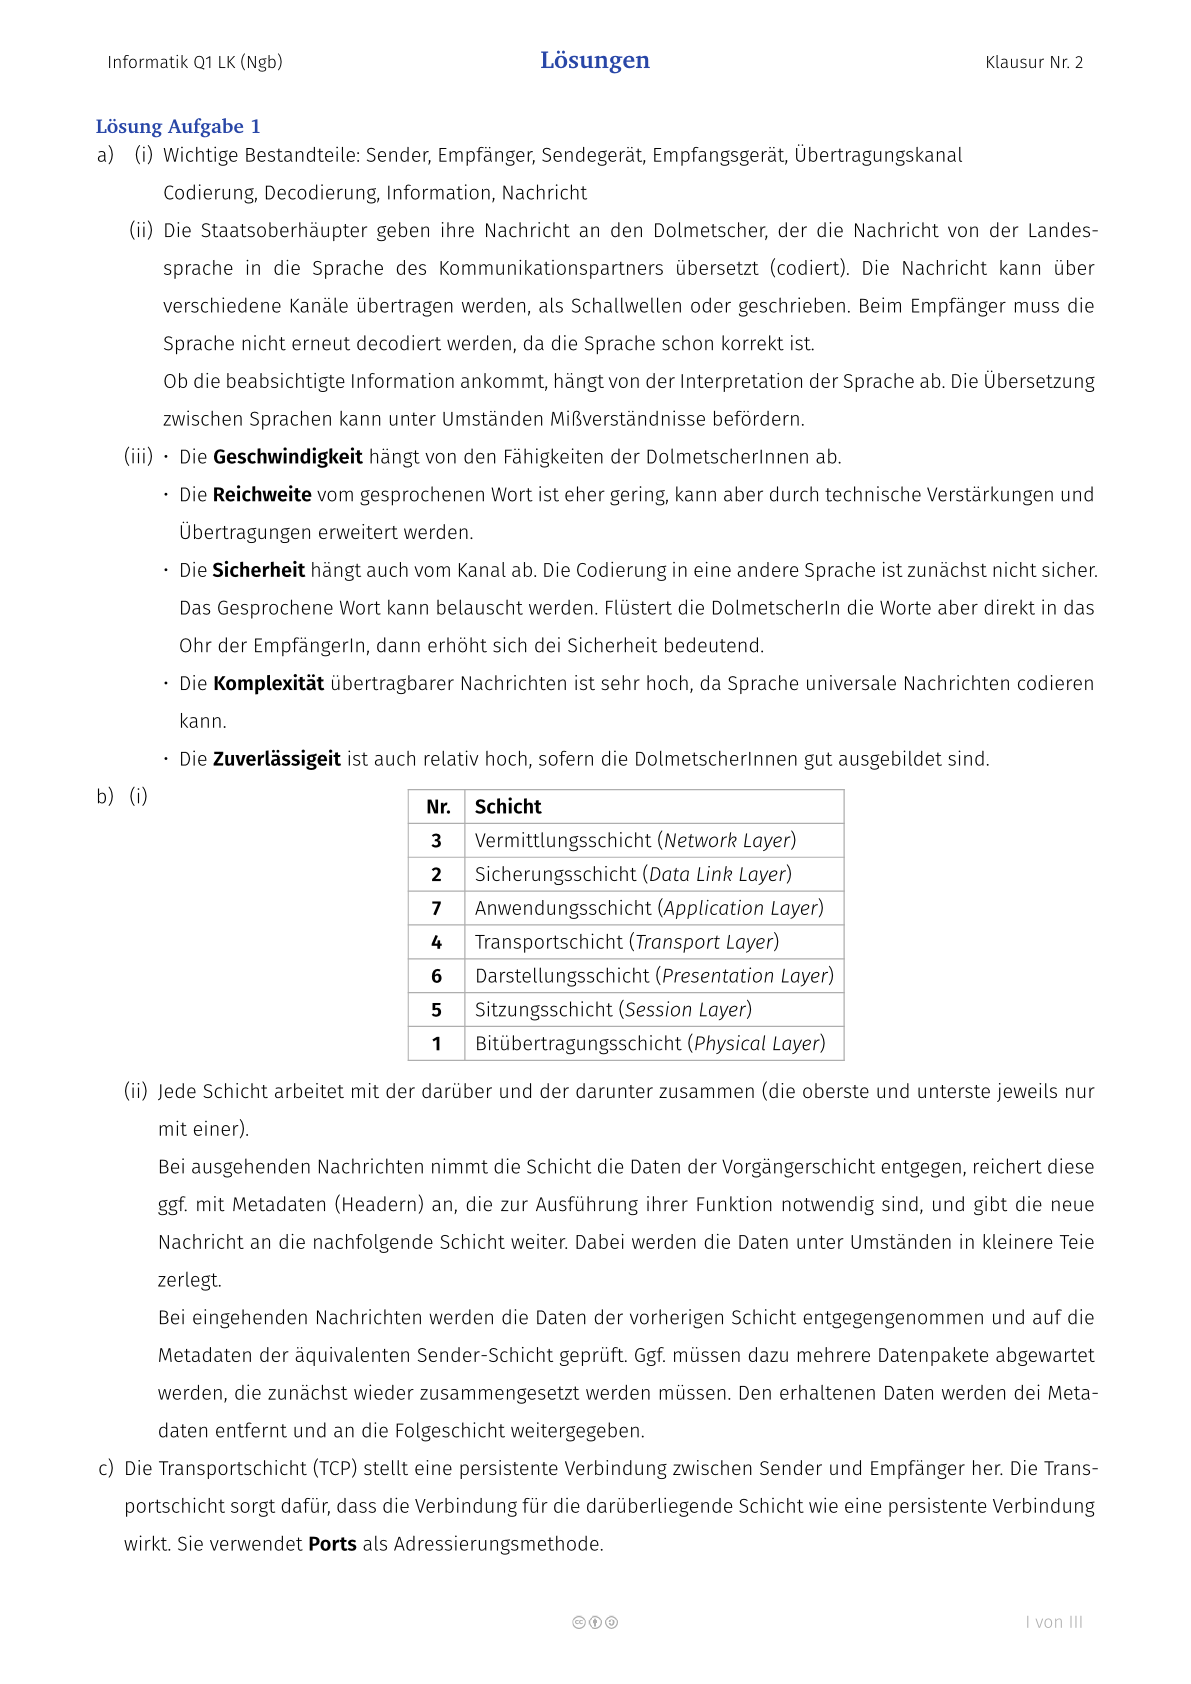 Informatik Q1 LK (Ngb)
Lösungen
Klausur Nr. 2
Lösung Aufgabe 1
a) (i) Wichtige Bestandteile: Sender, Empfänger, Sendegerät, Empfangsgerät, Übertragungskanal
Codierung, Decodierung, Information, Nachricht
(ii) Die Staatsoberhäupter geben ihre Nachricht an den Dolmetscher, der die Nachricht von der Landes-
sprache in die Sprache des Kommunikationspartners übersetzt (codiert). Die Nachricht kann über
verschiedene Kanäle übertragen werden, als Schallwellen oder geschrieben. Beim Empfänger muss die
Sprache nicht erneut decodiert werden, da die Sprache schon korrekt ist.
Ob die beabsichtigte Information ankommt, hängt von der Interpretation der Sprache ab. Die Übersetzung
zwischen Sprachen kann unter Umständen Mißverständnisse befördern.
(iii) · Die Geschwindigkeit hängt von den Fähigkeiten der DolmetscherInnen ab.
· Die Reichweite vom gesprochenen Wort ist eher gering, kann aber durch technische Verstärkungen und
Übertragungen erweitert werden.
· Die Sicherheit hängt auch vom Kanal ab. Die Codierung in eine andere Sprache ist zunächst nicht sicher.
Das Gesprochene Wort kann belauscht werden. Flüstert die DolmetscherIn die Worte aber direkt in das
Ohr der EmpfängerIn, dann erhöht sich dei Sicherheit bedeutend.
· Die Komplexität übertragbarer Nachrichten ist sehr hoch, da Sprache universale Nachrichten codieren
kann.
· Die Zuverlässigeit ist auch relativ hoch, sofern die DolmetscherInnen gut ausgebildet sind.
b) (i)
Nr. Schicht
3 Vermittlungsschicht (Network Layer)
2 Sicherungsschicht (Data Link Layer)
7 Anwendungsschicht (Application Layer)
4 Transportschicht (Transport Layer)
6 Darstellungsschicht (Presentation Layer)
5 Sitzungsschicht (Session Layer)
1 Bitübertragungsschicht (Physical Layer)
(ii) Jede Schicht arbeitet mit der darüber und der darunter zusammen (die oberste und unterste jeweils nur
mit einer).
Bei ausgehenden Nachrichten nimmt die Schicht die Daten der Vorgängerschicht entgegen, reichert diese
ggf. mit Metadaten (Headern) an, die zur Ausführung ihrer Funktion notwendig sind, und gibt die neue
Nachricht an die nachfolgende Schicht weiter. Dabei werden die Daten unter Umständen in kleinere Teie
zerlegt.
Bei eingehenden Nachrichten werden die Daten der vorherigen Schicht entgegengenommen und auf die
Metadaten der äquivalenten Sender-Schicht geprüft. Ggf. müssen dazu mehrere Datenpakete abgewartet
werden, die zunächst wieder zusammengesetzt werden müssen. Den erhaltenen Daten werden dei Meta-
daten entfernt und an die Folgeschicht weitergegeben.
c) Die Transportschicht (TCP) stellt eine persistente Verbindung zwischen Sender und Empfänger her. Die Trans-
portschicht sorgt dafür, dass die Verbindung für die darüberliegende Schicht wie eine persistente Verbindung
wirkt. Sie verwendet Ports als Adressierungsmethode.
I von III